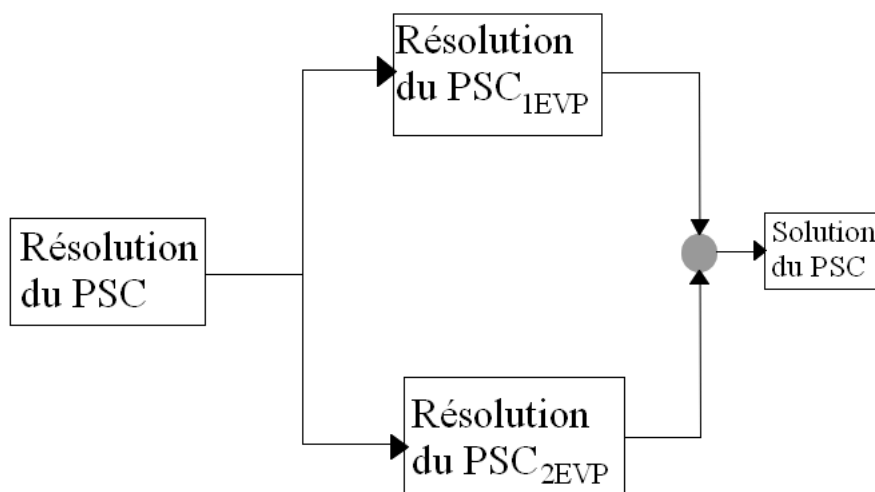 Résolution
du PSC
Résolution
du PSC1EVP
Résolution
du PSC2EVP
Solution
du PSC